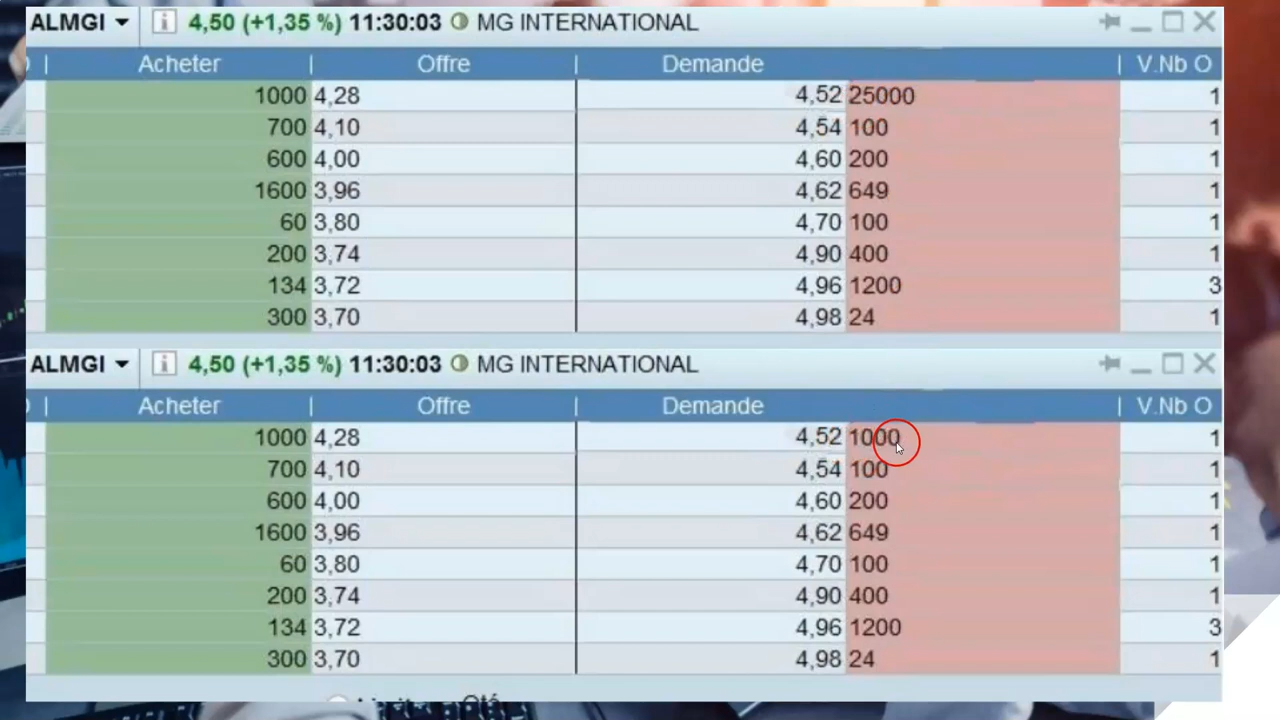 ALMGI 4,50 (+1,35 %) 11:30:03 MG INTERNATIONAL
Acheter | Offre | Demande | V.Nb O
1000 4,28 4,52 25000 1
700 4,10 4,54 100 1
600 4,00 4,60 200 1
1600 3,96 4,62 649 1
60 3,80 4,70 100 1
200 3,74 4,90 400 1
134 3,72 4,96 1200 3
300 3,70 4,98 24 1
ALMGI 4,50 (+1,35 %) 11:30:03 MG INTERNATIONAL
Acheter | Offre | Demande | V.Nb O
1000 4,28 4,52 1000 1
700 4,10 4,54 100 1
600 4,00 4,60 200 1
1600 3,96 4,62 649 1
60 3,80 4,70 100 1
200 3,74 4,90 400 1
134 3,72 4,96 1200 3
300 3,70 4,98 24 1